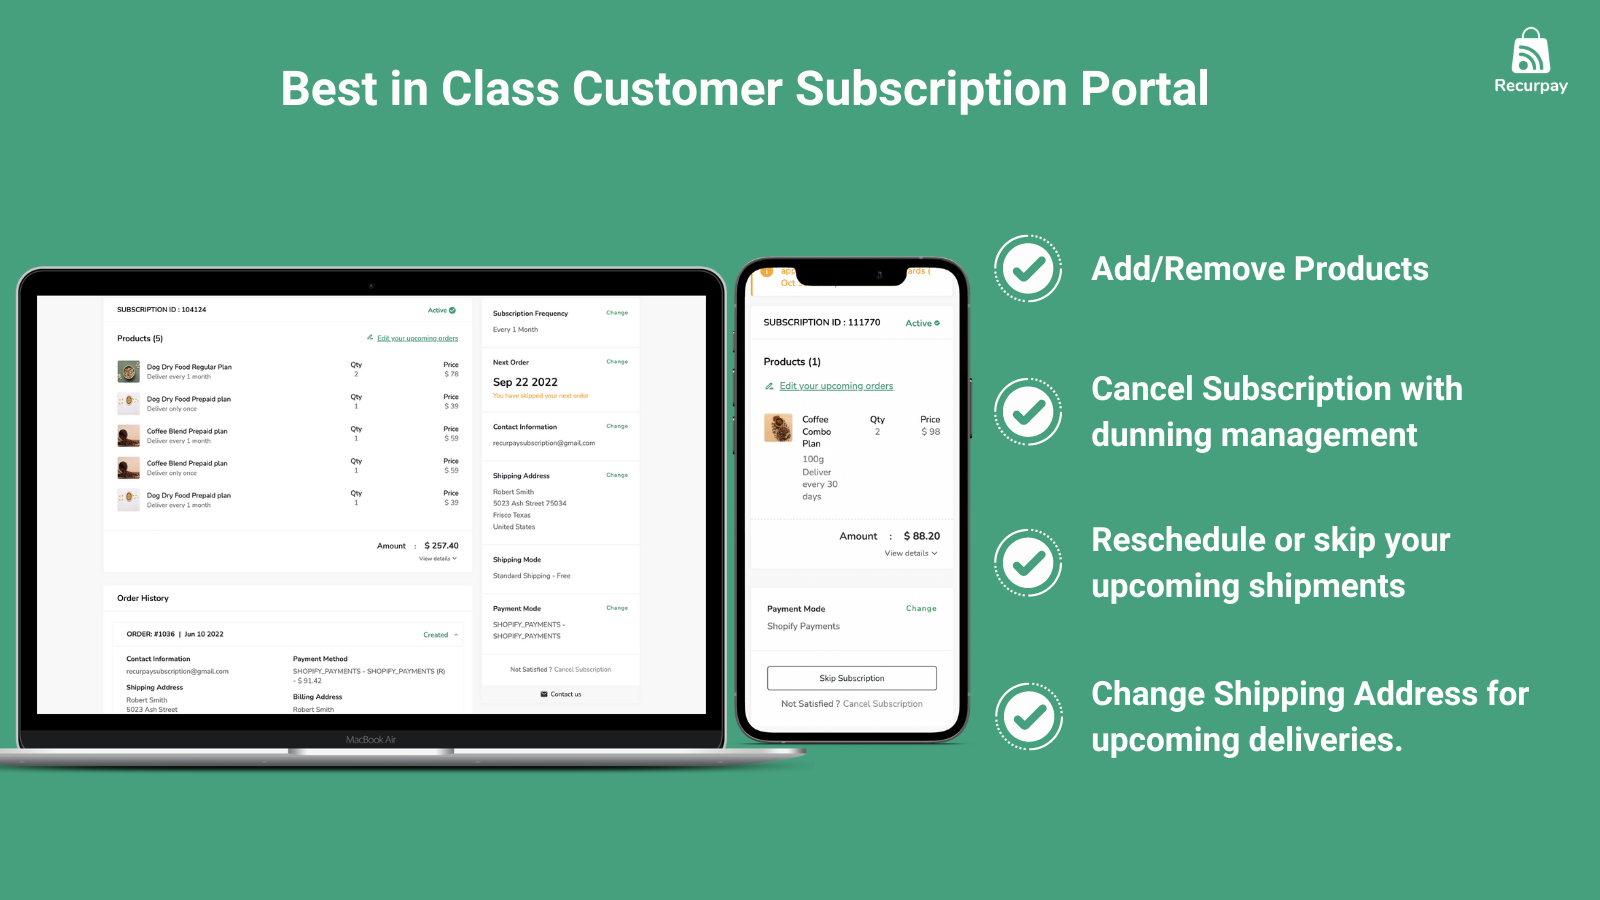 Best in Class Customer Subscription Portal
Recurpay
SUBSCRIPTION ID : 104124
Active
Products (5)
Edit your upcoming orders
Dog Dry Food Regular Plan
Deliver every 1 month
Qty
2
Price
$ 78
Dog Dry Food Prepaid plan
Deliver only once
Qty
1
Price
$ 39
Coffee Blend Prepaid plan
Deliver every 1 month
Qty
1
Price
$ 59
Coffee Blend Prepaid plan
Deliver only once
Qty
1
Price
$ 59
Dog Dry Food Prepaid plan
Deliver every 1 month
Qty
1
Price
$ 39
Amount : $ 257.40
View details
Order History
ORDER: #1036 | Jun 10 2022
Created
Contact Information
recurpaysubscription@gmail.com
Shipping Address
Robert Smith
5023 Ash Street
Payment Method
SHOPIFY_PAYMENTS - SHOPIFY_PAYMENTS (R)
- $ 91.42
Billing Address
Robert Smith
Subscription Frequency
Change
Every 1 Month
Next Order
Change
Sep 22 2022
You have skipped your next order
Contact Information
Change
recurpaysubscription@gmail.com
Shipping Address
Change
Robert Smith
5023 Ash Street 75034
Frisco Texas
United States
Shipping Mode
Standard Shipping - Free
Payment Mode
Change
SHOPIFY_PAYMENTS -
SHOPIFY_PAYMENTS
Not Satisfied ? Cancel Subscription
Contact us
MacBook Air
Oct
SUBSCRIPTION ID : 111770
Active
Products (1)
Edit your upcoming orders
Coffee
Combo
Plan
100g
Deliver
every 30
days
Qty
2
Price
$ 98
Amount : $ 88.20
View details
Payment Mode
Change
Shopify Payments
Skip Subscription
Not Satisfied ? Cancel Subscription
Add/Remove Products
Cancel Subscription with
dunning management
Reschedule or skip your
upcoming shipments
Change Shipping Address for
upcoming deliveries.